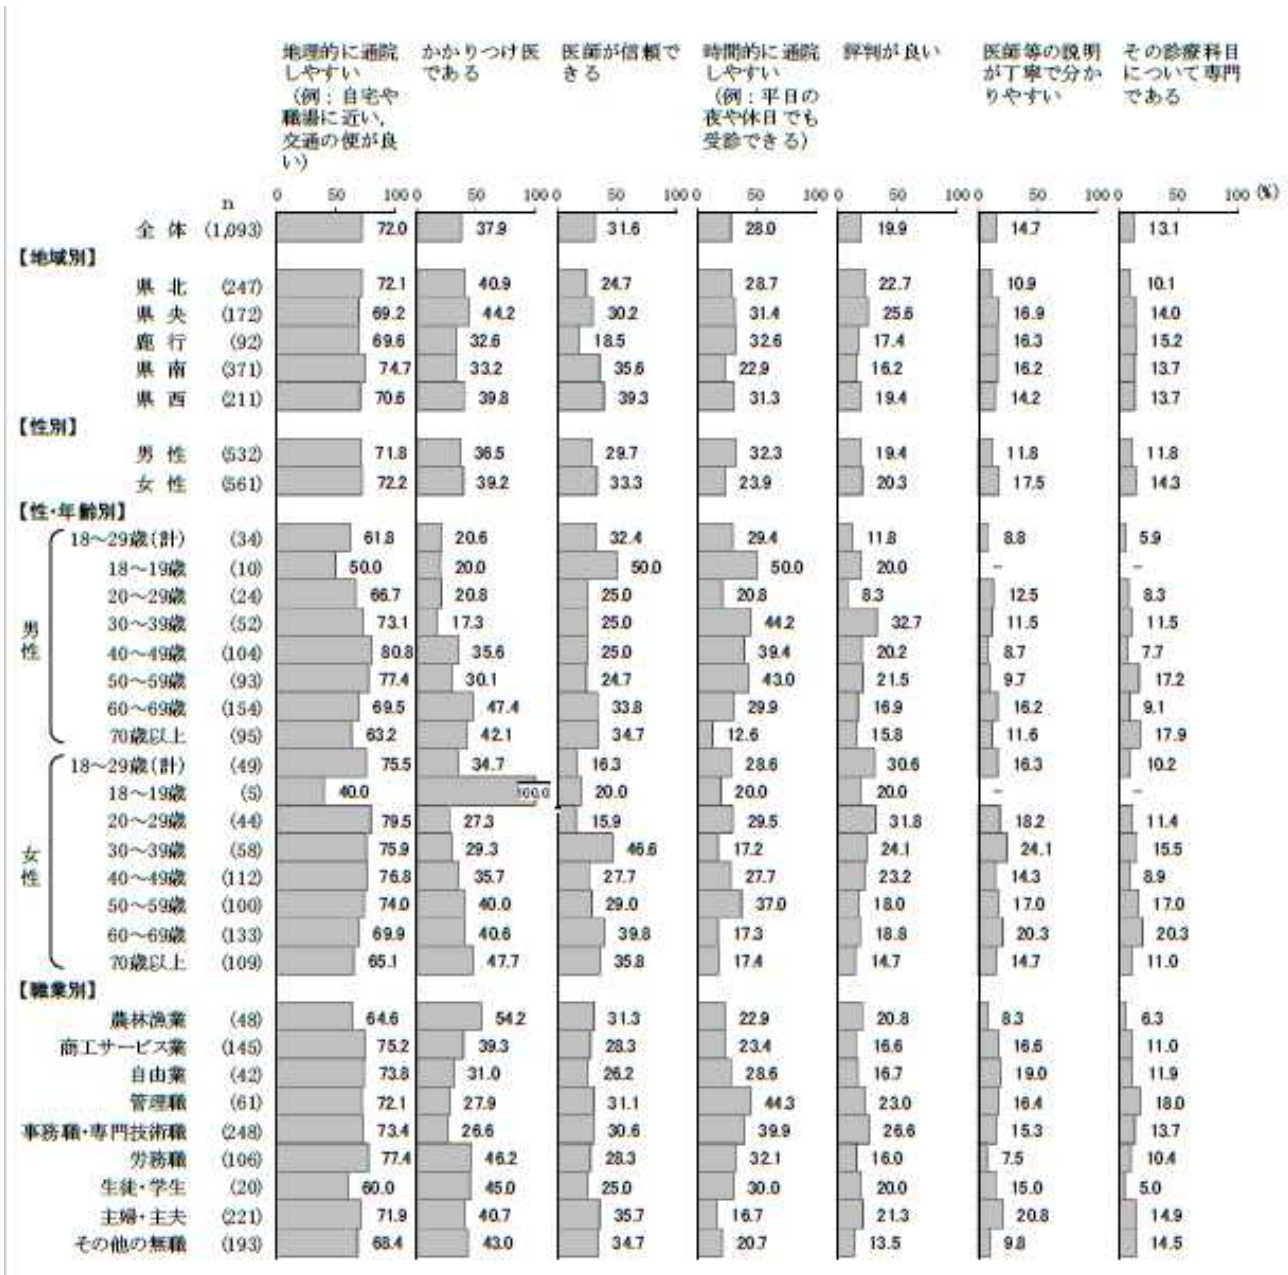 地理的に通院しやすい（例：自宅や職場に近い，交通の便が良い）
かかりつけ医である
医師が信頼できる
時間的に通院しやすい（例：平日の夜や休日でも受診できる）
評判が良い
医師等の説明が丁寧で分かりやすい
その診療科目について専門である
n 0 50 100 0 50 100 0 50 100 0 50 100 0 50 100 0 50 100 0 50 100 (%)
全体 (1,093) 72.0 37.9 31.6 28.0 19.9 14.7 13.1
【地域別】
県北 (247) 72.1 40.9 24.7 28.7 22.7 10.9 10.1
県央 (172) 69.2 44.2 30.2 31.4 25.6 16.9 14.0
鹿行 (92) 69.6 32.6 18.5 32.6 17.4 16.3 15.2
県南 (371) 74.7 33.2 35.6 22.9 16.2 16.2 13.7
県西 (211) 70.6 39.8 39.3 31.3 19.4 14.2 13.7
【性別】
男性 (532) 71.8 36.5 29.7 32.3 19.4 11.8 11.8
女性 (561) 72.2 39.2 33.3 23.9 20.3 17.5 14.3
【性・年齢別】
男性
18～29歳(計) (34) 61.8 20.6 32.4 29.4 11.8 8.8 5.9
18～19歳 (10) 50.0 20.0 50.0 50.0 20.0 - -
20～29歳 (24) 66.7 20.8 25.0 20.8 8.3 12.5 8.3
30～39歳 (52) 73.1 17.3 25.0 44.2 32.7 11.5 11.5
40～49歳 (104) 80.8 35.6 25.0 39.4 20.2 8.7 7.7
50～59歳 (93) 77.4 30.1 24.7 43.0 21.5 9.7 17.2
60～69歳 (154) 69.5 47.4 33.8 29.9 16.9 16.2 9.1
70歳以上 (95) 63.2 42.1 34.7 12.6 15.8 11.6 17.9
女性
18～29歳(計) (49) 75.5 34.7 16.3 28.6 30.6 16.3 10.2
18～19歳 (5) 40.0 100.0 20.0 20.0 20.0 - -
20～29歳 (44) 79.5 27.3 15.9 29.5 31.8 18.2 11.4
30～39歳 (58) 75.9 29.3 46.6 17.2 24.1 24.1 15.5
40～49歳 (112) 76.8 35.7 27.7 27.7 23.2 14.3 8.9
50～59歳 (100) 74.0 40.0 29.0 37.0 18.0 17.0 17.0
60～69歳 (133) 69.9 40.6 39.8 17.3 18.8 20.3 20.3
70歳以上 (109) 65.1 47.7 35.8 17.4 14.7 14.7 11.0
【職業別】
農林漁業 (48) 64.6 54.2 31.3 22.9 20.8 8.3 6.3
商工サービス業 (145) 75.2 39.3 28.3 23.4 16.6 16.6 11.0
自由業 (42) 73.8 31.0 26.2 28.6 16.7 19.0 11.9
管理職 (61) 72.1 27.9 31.1 44.3 23.0 16.4 18.0
事務職・専門技術職 (248) 73.4 26.6 30.6 39.9 26.6 15.3 13.7
労務職 (106) 77.4 46.2 28.3 32.1 16.0 7.5 10.4
生徒・学生 (20) 60.0 45.0 25.0 30.0 20.0 15.0 5.0
主婦・主夫 (221) 71.9 40.7 35.7 16.7 21.3 20.8 14.9
その他の無職 (193) 68.4 43.0 34.7 20.7 13.5 9.8 14.5